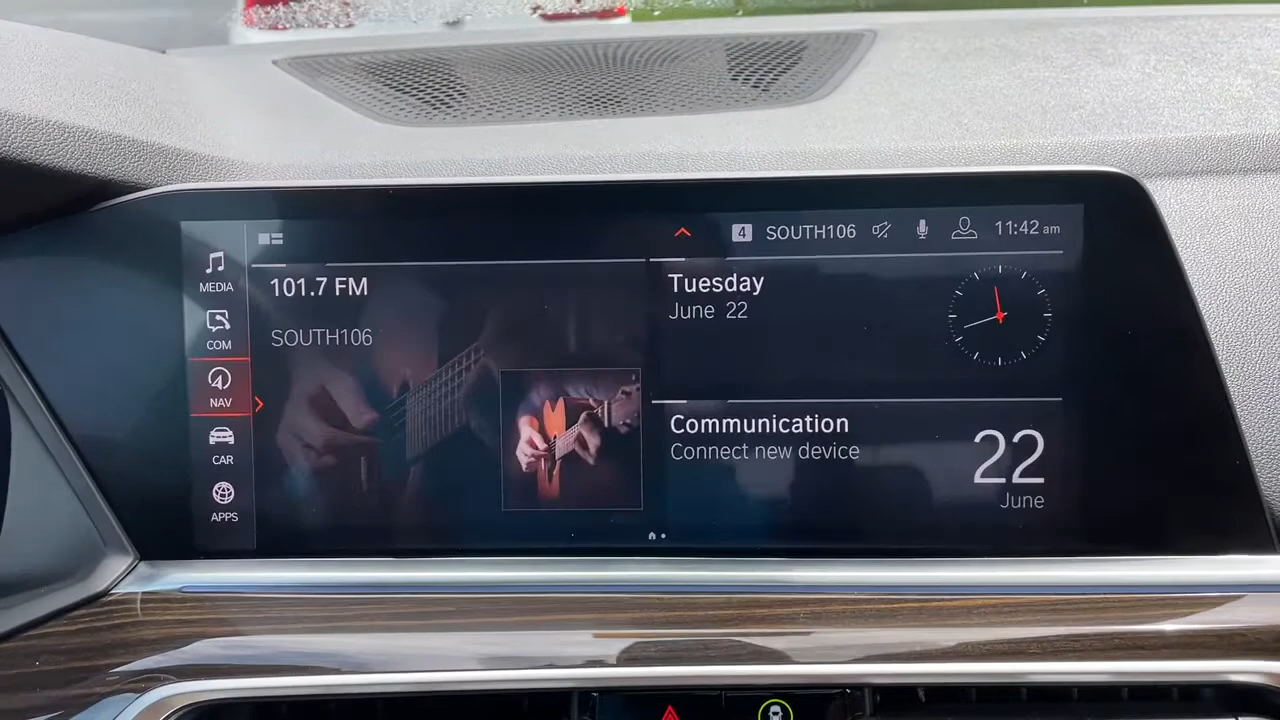 MEDIA
COM
NAV
CAR
APPS
4 SOUTH106 11:42 am
101.7 FM
SOUTH106
Tuesday
June 22
Communication
Connect new device
22
June